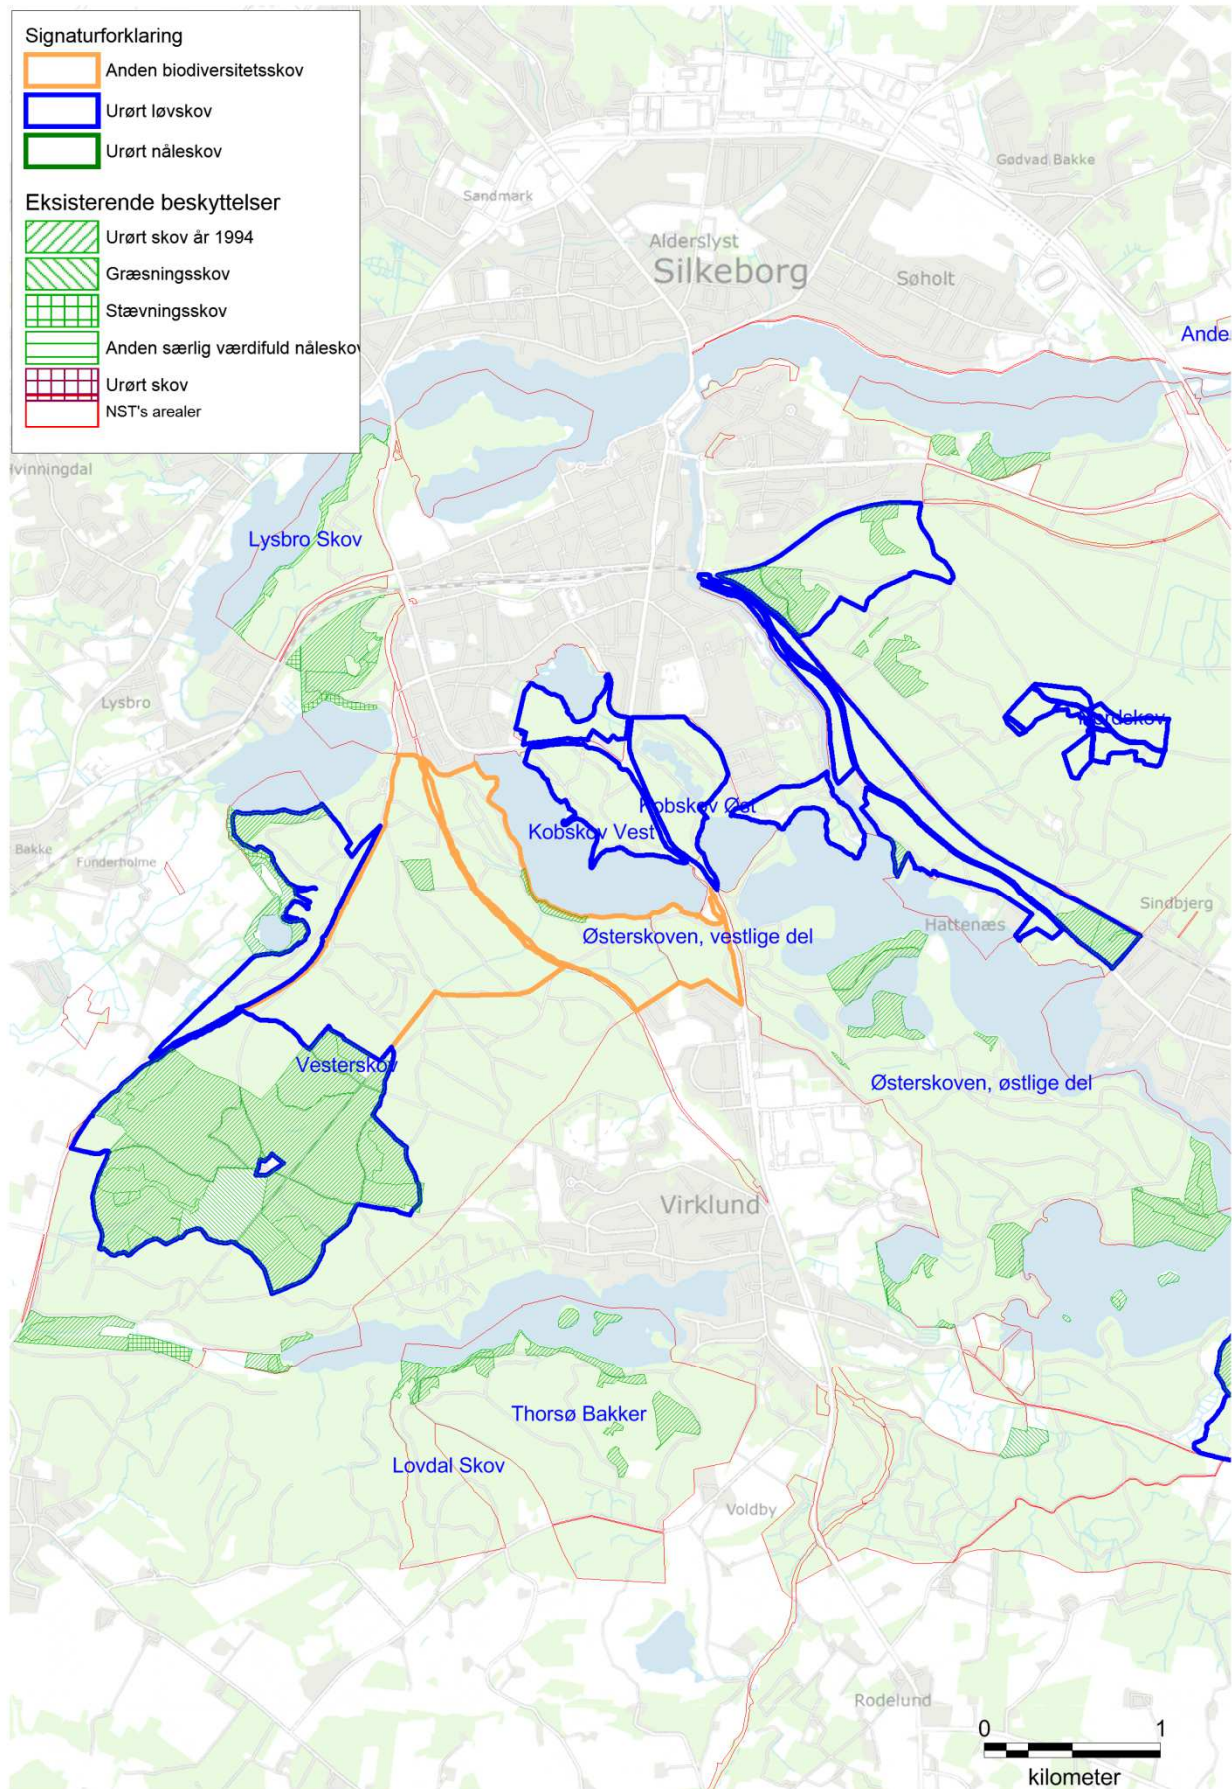 Signaturforklaring
Anden biodiversitetsskov
Urørt løvskov
Urørt nåleskov
Eksisterende beskyttelser
Urørt skov år 1994
Græsningsskov
Stævningsskov
Anden særlig værdifuld nåleskov
Urørt skov
NST's arealer
Gødvad Bakke
Sandmark
Alderslyst
Silkeborg
Søholt
Ande
Hvinningdal
Lysbro Skov
Lysbro
Nordskov
Kobskov Øst
Kobskov Vest
Bakke
Funderholme
Sindbjerg
Hattenæs
Østerskoven, vestlige del
Vesterskov
Østerskoven, østlige del
Virklund
Thorsø Bakker
Lovdal Skov
Voldby
Rodelund
0 1
kilometer